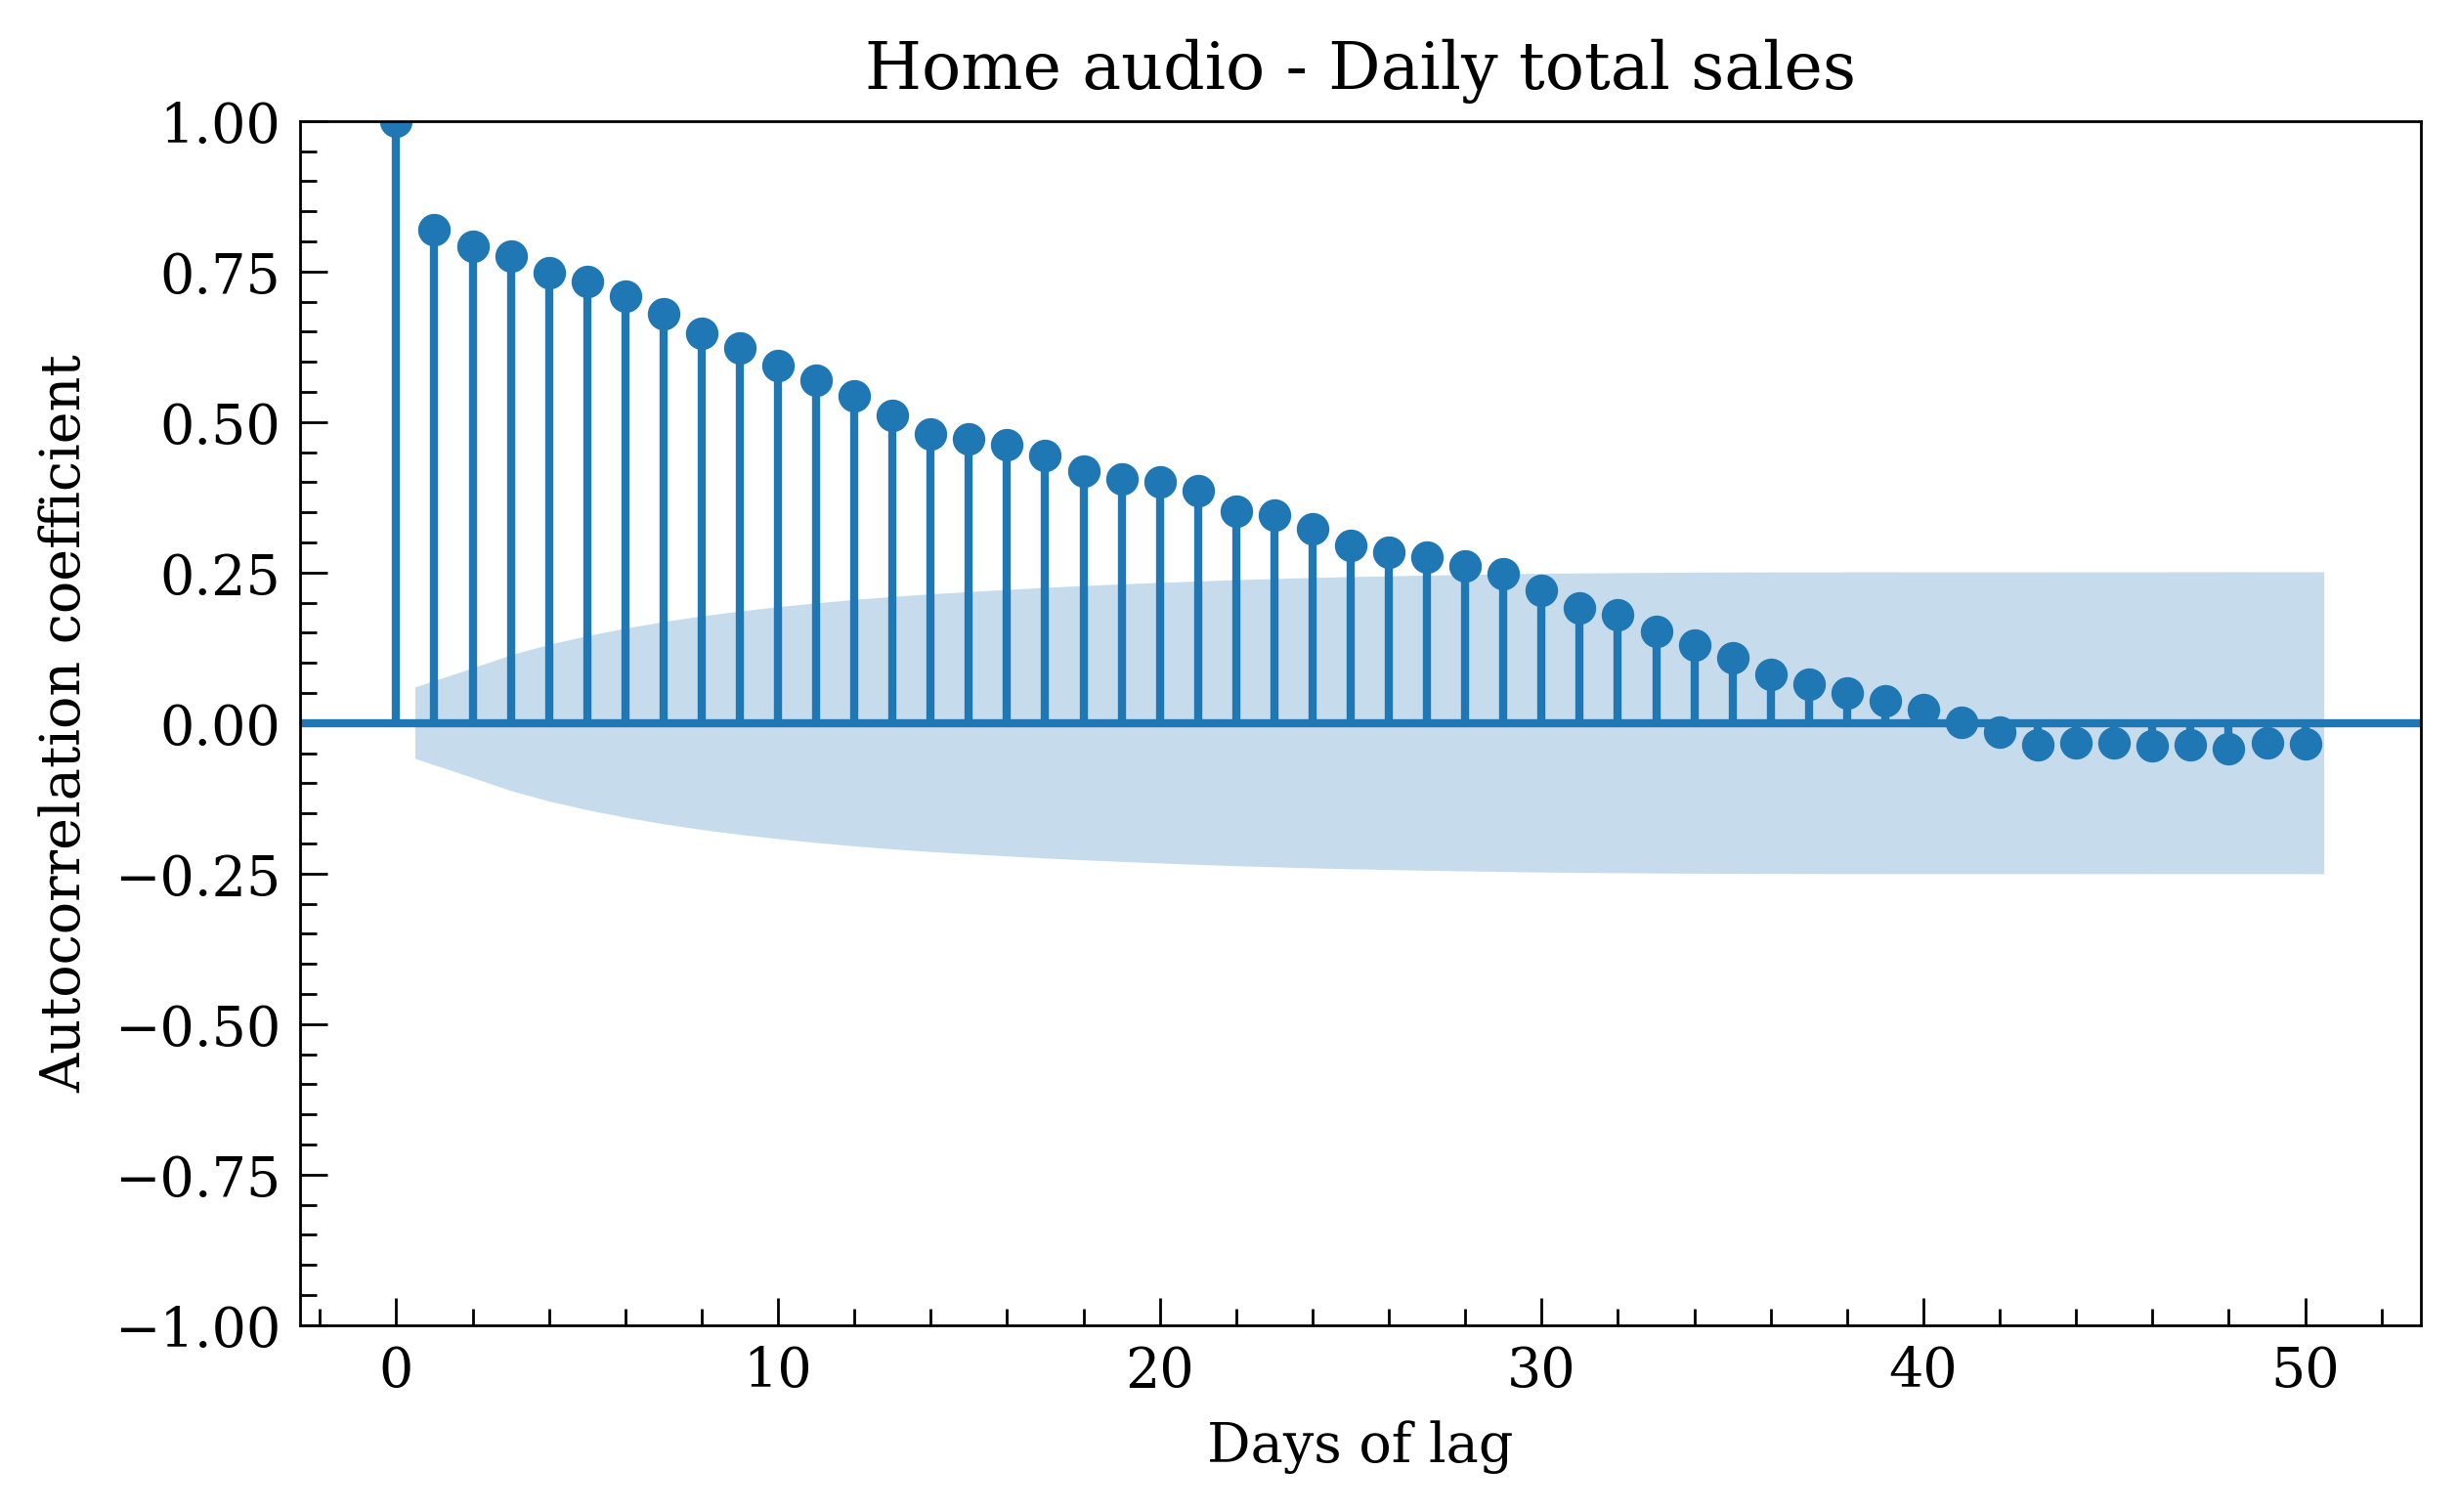 Home audio - Daily total sales
1.00
0.75
0.50
0.25
0.00
−0.25
−0.50
−0.75
−1.00
Autocorrelation coefficient
0 10 20 30 40 50
Days of lag